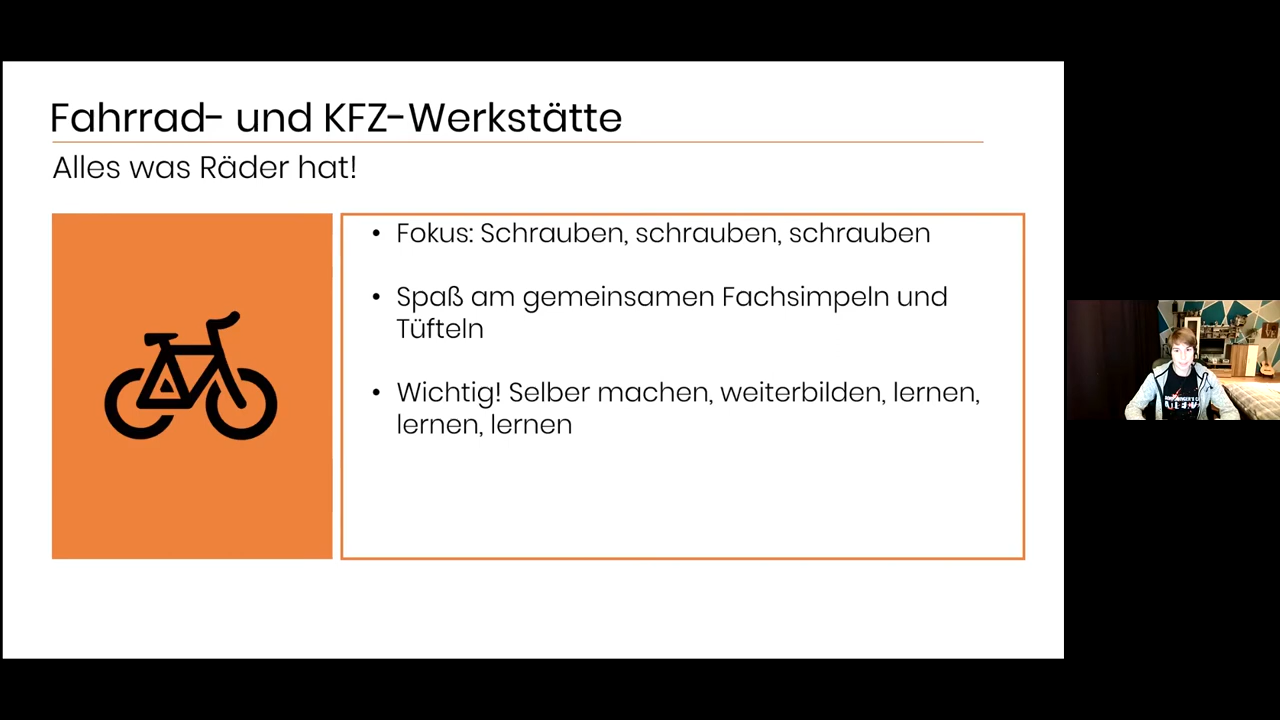 Fahrrad- und KFZ-Werkstätte
Alles was Räder hat!
• Fokus: Schrauben, schrauben, schrauben
• Spaß am gemeinsamen Fachsimpeln und
Tüfteln
• Wichtig! Selber machen, weiterbilden, lernen,
lernen, lernen